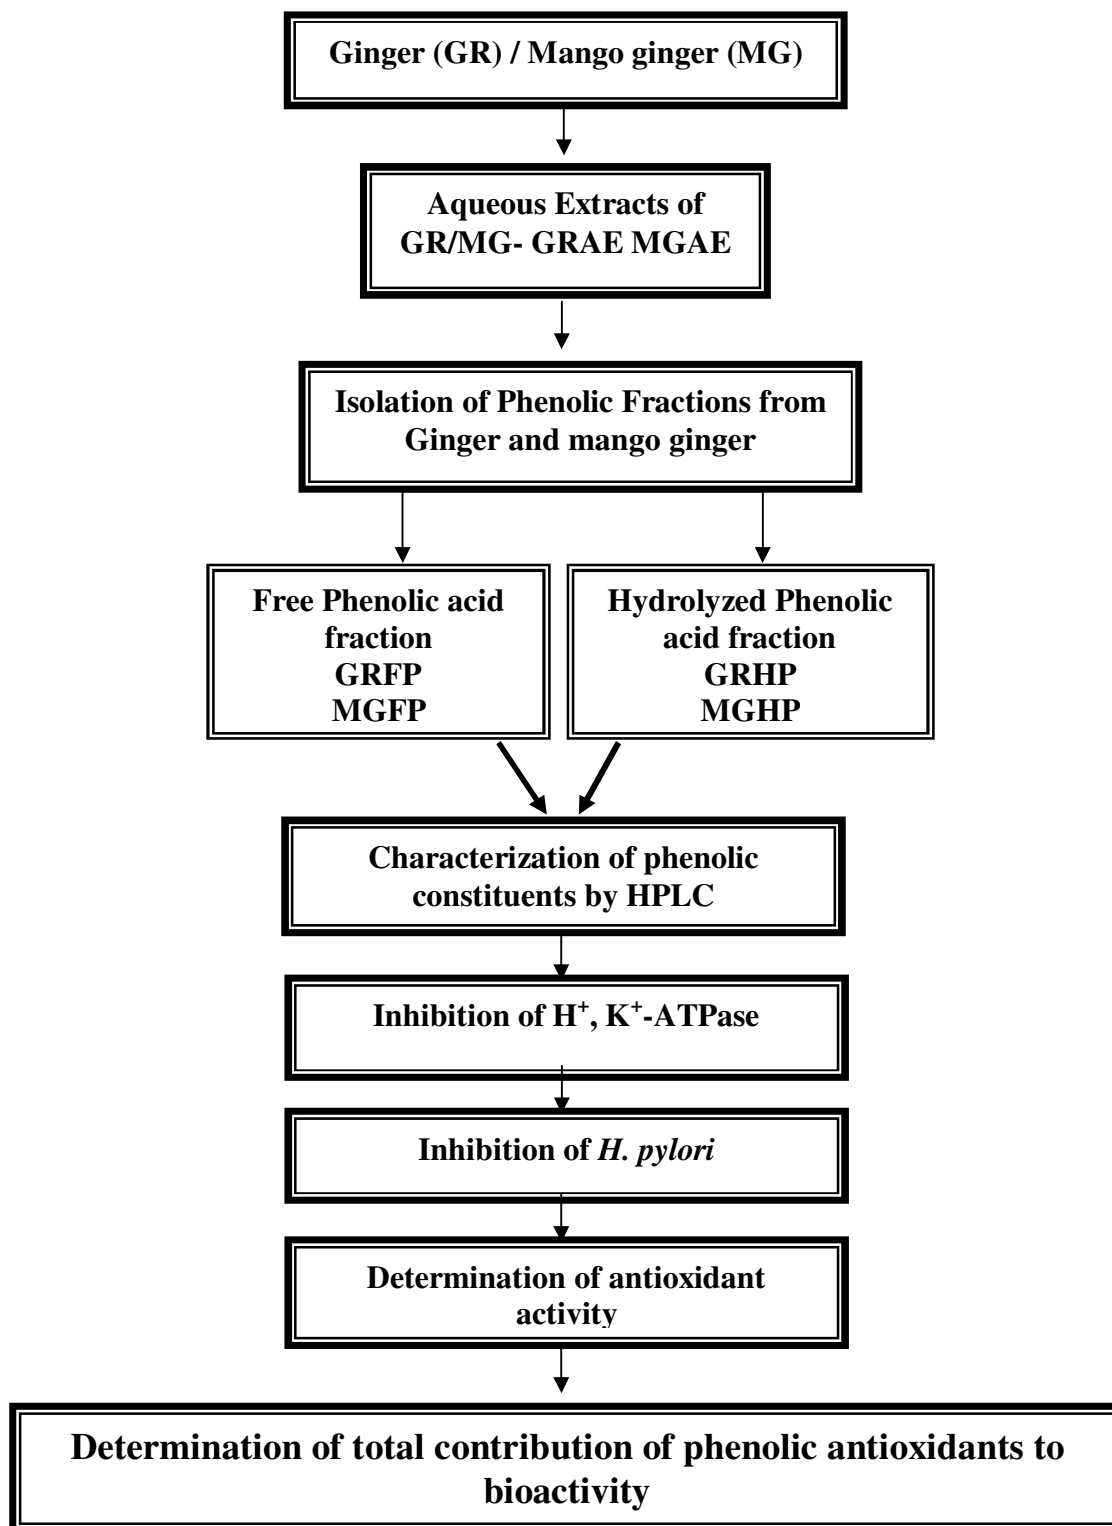 Ginger (GR) / Mango ginger (MG)
Aqueous Extracts of
GR/MG- GRAE MGAE
Isolation of Phenolic Fractions from
Ginger and mango ginger
Free Phenolic acid
fraction
GRFP
MGFP
Hydrolyzed Phenolic
acid fraction
GRHP
MGHP
Characterization of phenolic
constituents by HPLC
Inhibition of H⁺, K⁺-ATPase
Inhibition of H. pylori
Determination of antioxidant
activity
Determination of total contribution of phenolic antioxidants to
bioactivity